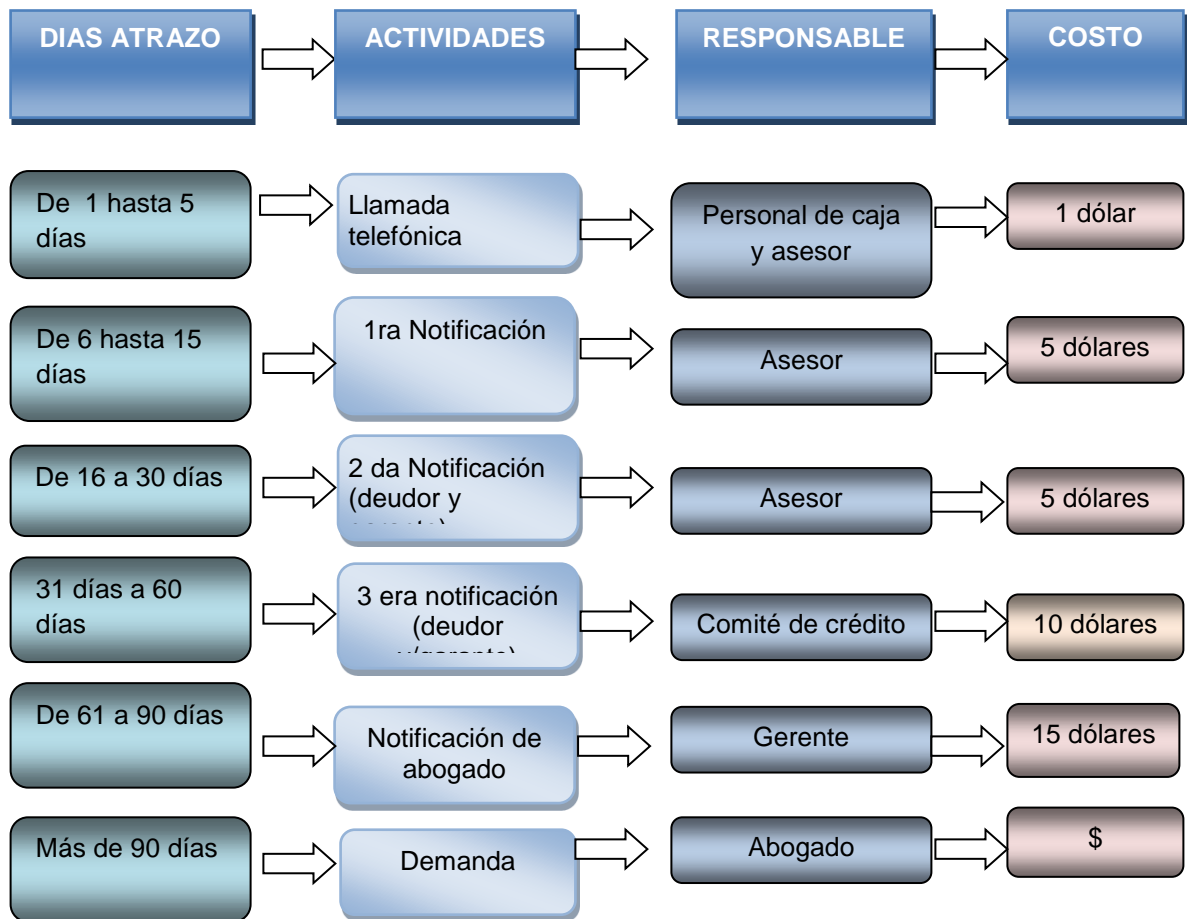 DIAS ATRAZO
ACTIVIDADES
RESPONSABLE
COSTO
De 1 hasta 5
días
Llamada
telefónica
Personal de caja
y asesor
1 dólar
De 6 hasta 15
días
1ra Notificación
Asesor
5 dólares
De 16 a 30 días
2 da Notificación
(deudor y
Asesor
5 dólares
31 días a 60
días
3 era notificación
(deudor
Comité de crédito
10 dólares
De 61 a 90 días
Notificación de
abogado
Gerente
15 dólares
Más de 90 días
Demanda
Abogado
$